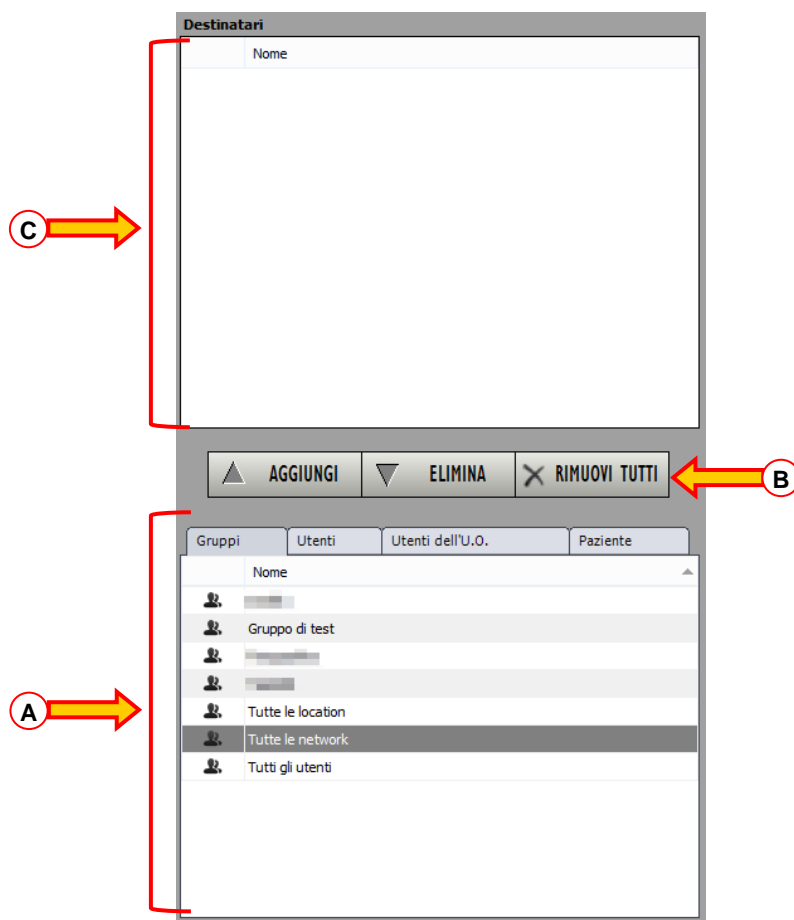 Destinatari
Nome
C
AGGIUNGI ELIMINA RIMUOVI TUTTI
B
Gruppi Utenti Utenti dell'U.O. Paziente
Nome
Gruppo di test
A
Tutte le location
Tutte le network
Tutti gli utenti